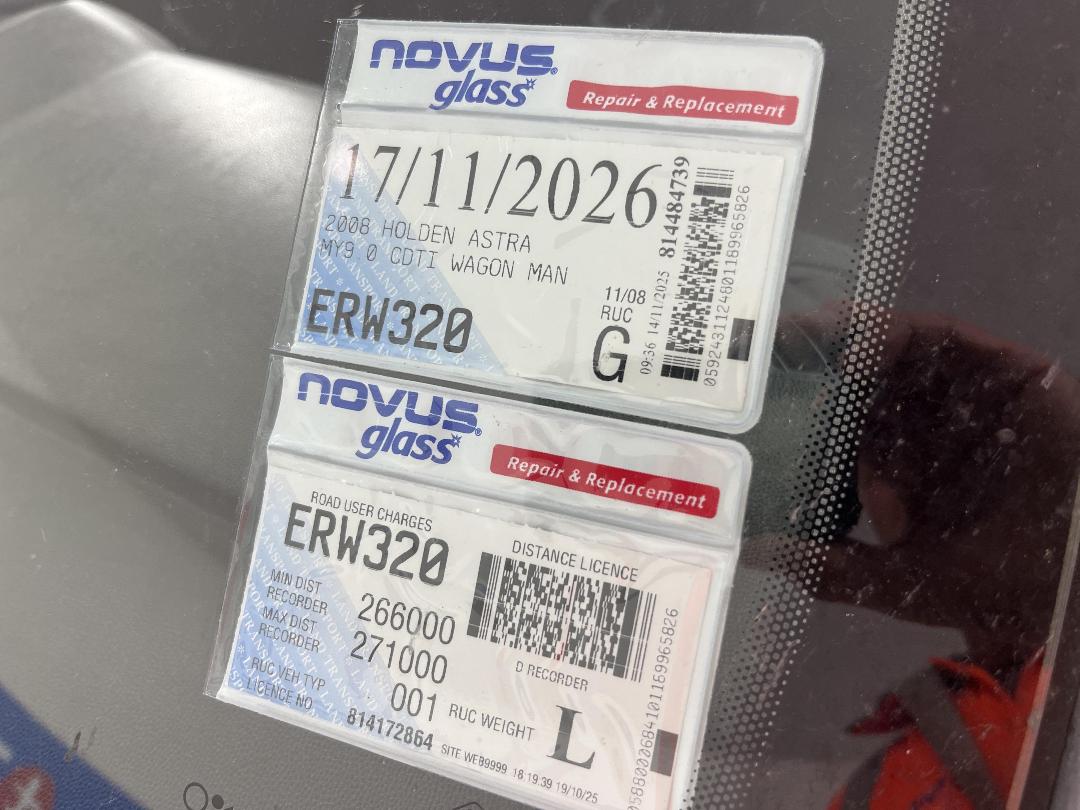 novus
glass
Repair & Replacement
17/11/2026
2008 HOLDEN ASTRA
MY9.0 CDTI WAGON MAN
ERW320
11/08
RUC
G
09:36 14/11/2025
814484739
0592431124801189965826
novus
glass
Repair & Replacement
ROAD USER CHARGES
ERW320
DISTANCE LICENCE
MIN DIST
RECORDER
266000
MAX DIST
RECORDER
271000
D RECORDER
RUC VEH TYP
001
RUC WEIGHT
L
LICENCE NO
814172864
SITE WEB9999 18:19.39 19/10/25